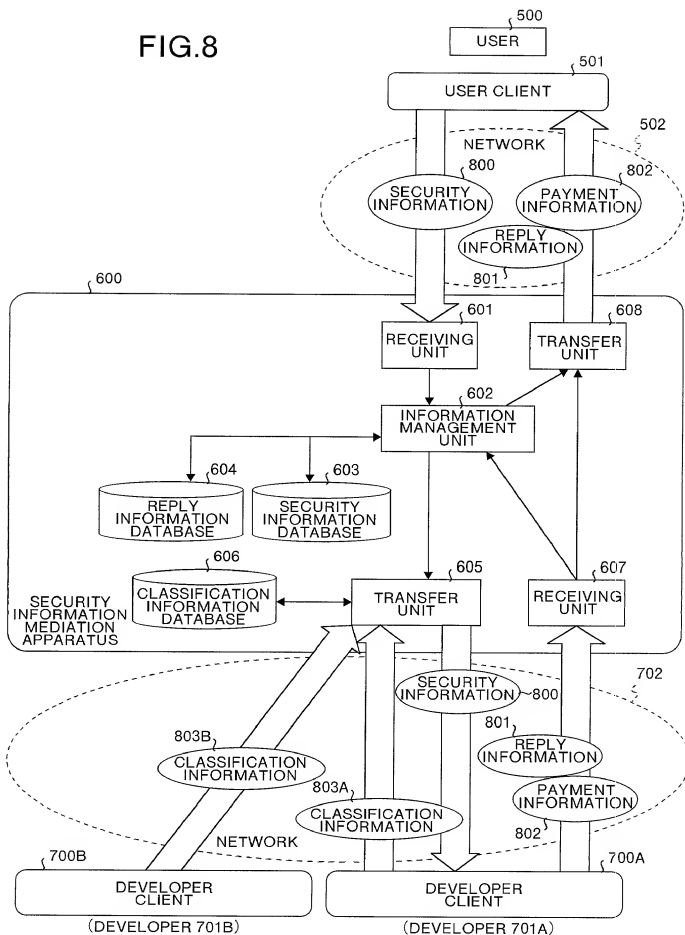 FIG.8
500
USER
501
USER CLIENT
502
NETWORK
800
802
SECURITY
INFORMATION
PAYMENT
INFORMATION
REPLY
INFORMATION
801
600
601
608
RECEIVING
UNIT
TRANSFER
UNIT
602
INFORMATION
MANAGEMENT
UNIT
604
603
REPLY
INFORMATION
DATABASE
SECURITY
INFORMATION
DATABASE
606
605
607
CLASSIFICATION
INFORMATION
DATABASE
TRANSFER
UNIT
RECEIVING
UNIT
SECURITY
INFORMATION
MEDIATION
APPARATUS
SECURITY
INFORMATION
800
702
801
803B
REPLY
INFORMATION
CLASSIFICATION
INFORMATION
803A
CLASSIFICATION
INFORMATION
PAYMENT
INFORMATION
802
NETWORK
700B
700A
DEVELOPER
CLIENT
DEVELOPER
CLIENT
(DEVELOPER 701B)
(DEVELOPER 701A)